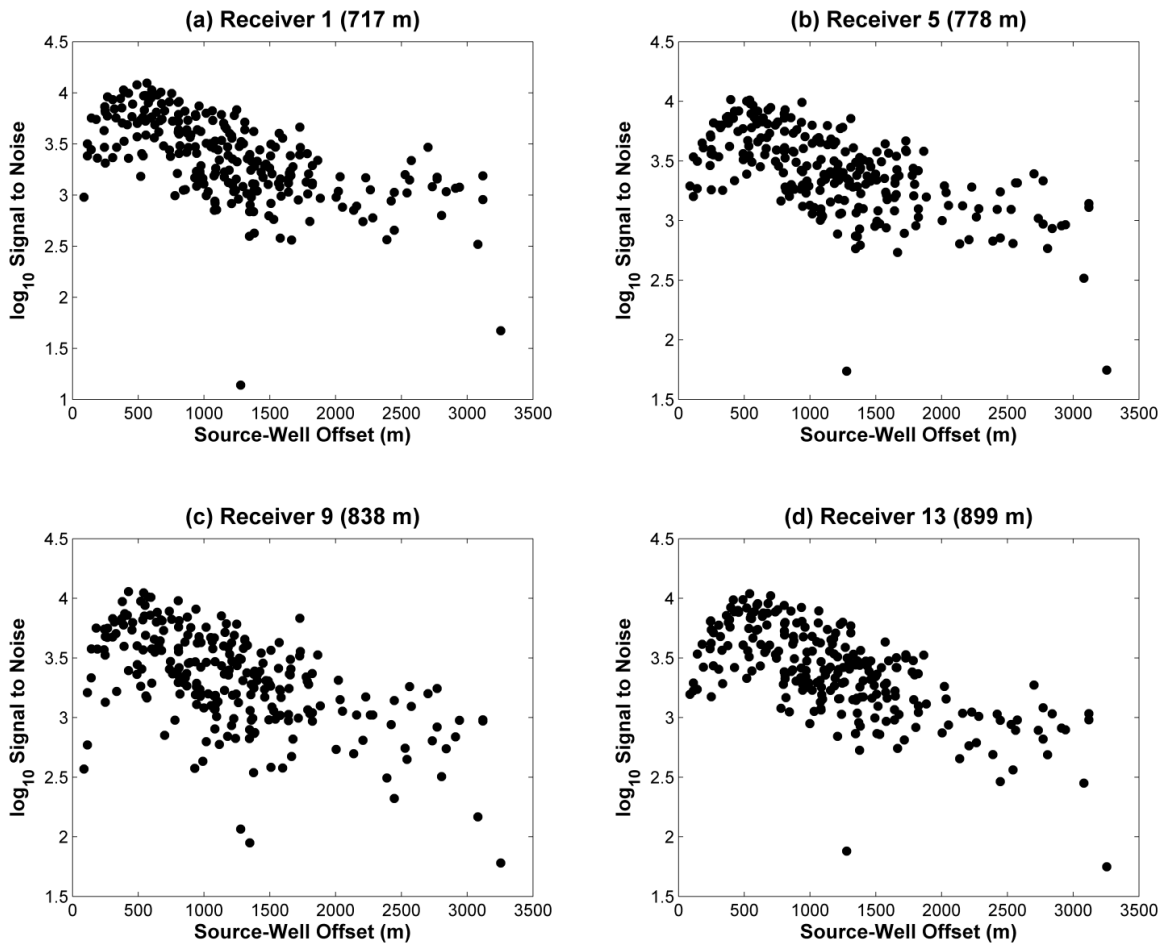 (a) Receiver 1 (717 m)
4.5
4
3.5
3
2.5
2
1.5
1
log10 Signal to Noise
0 500 1000 1500 2000 2500 3000 3500
Source-Well Offset (m)
(b) Receiver 5 (778 m)
4.5
4
3.5
3
2.5
2
1.5
log10 Signal to Noise
0 500 1000 1500 2000 2500 3000 3500
Source-Well Offset (m)
(c) Receiver 9 (838 m)
4.5
4
3.5
3
2.5
2
1.5
log10 Signal to Noise
0 500 1000 1500 2000 2500 3000 3500
Source-Well Offset (m)
(d) Receiver 13 (899 m)
4.5
4
3.5
3
2.5
2
1.5
log10 Signal to Noise
0 500 1000 1500 2000 2500 3000 3500
Source-Well Offset (m)